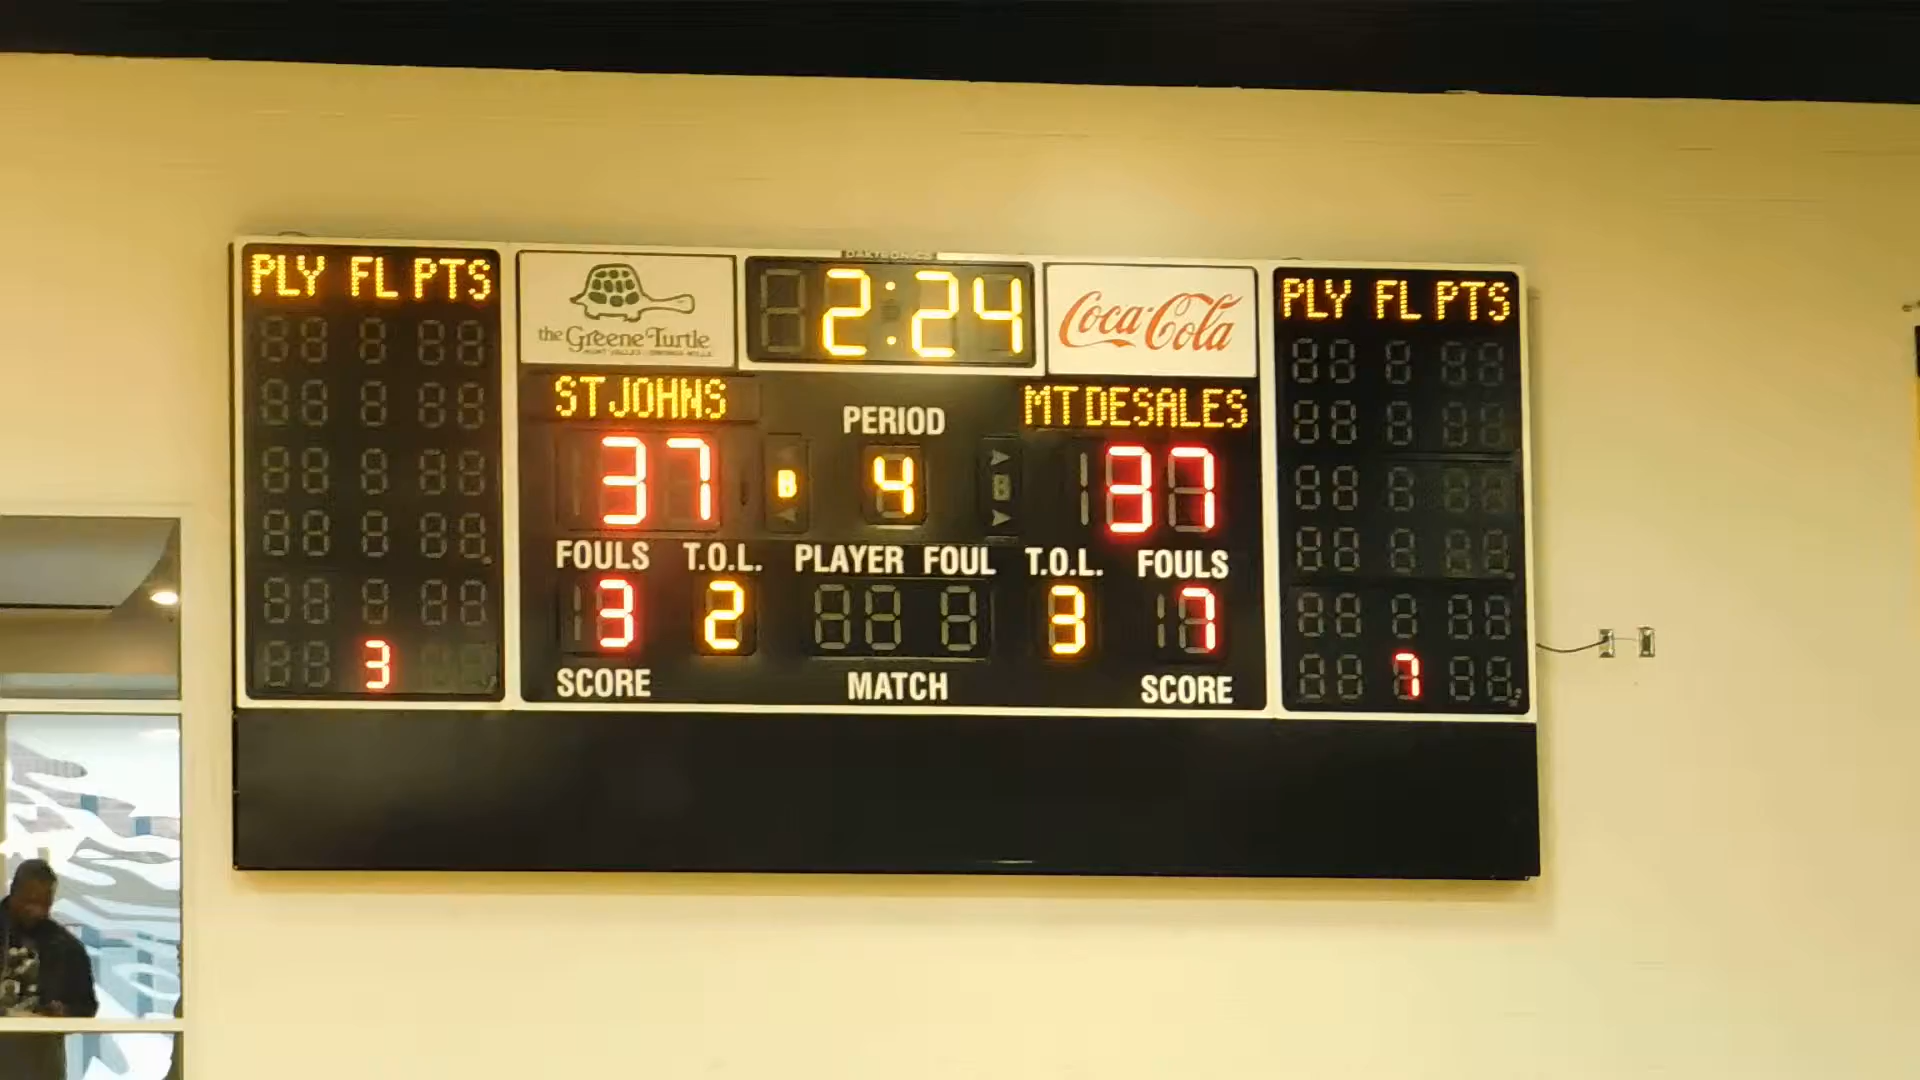 DAKTRONICS
PLY FL PTS
the Greene Turtle
2:24
Coca-Cola
PLY FL PTS
ST JOHNS
PERIOD
MT DESALES
37
B
4
B
37
FOULS T.O.L. PLAYER FOUL T.O.L. FOULS
3 2 3 7
SCORE MATCH SCORE
3
7